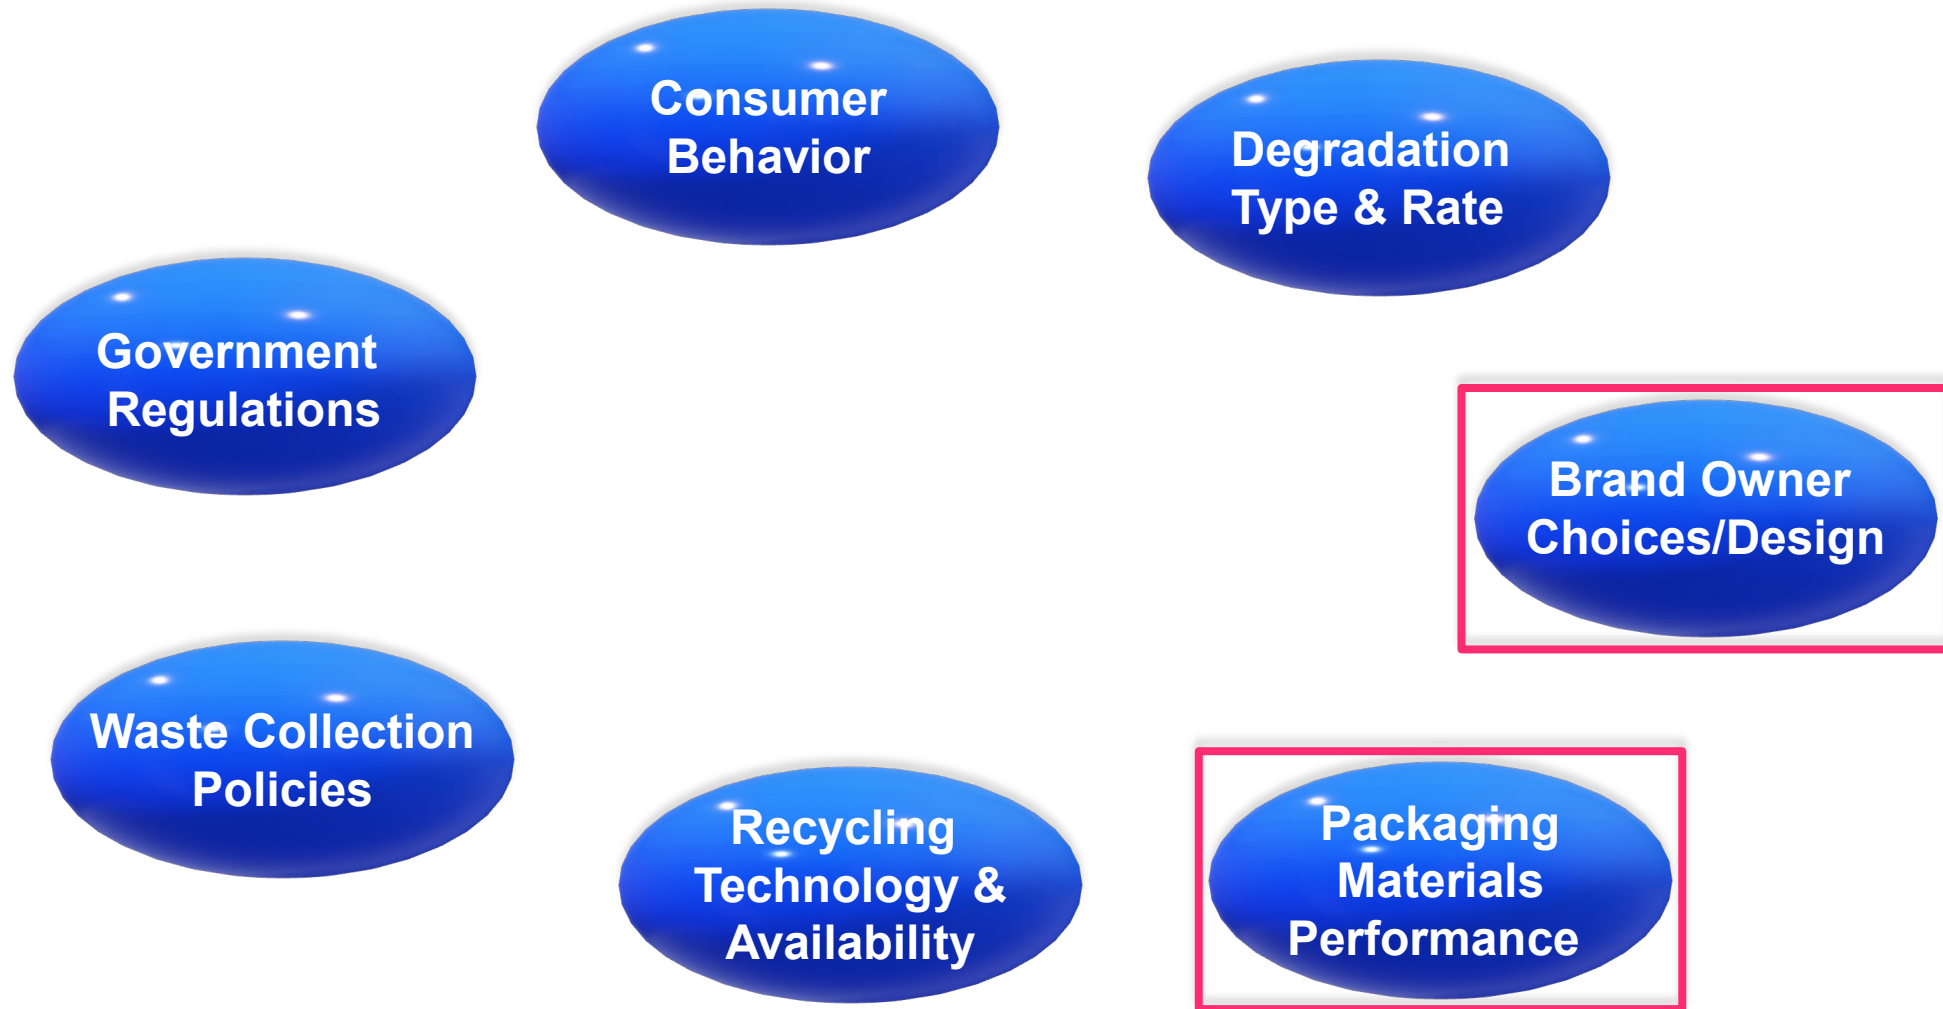 Consumer
Behavior
Degradation
Type & Rate
Government
Regulations
Brand Owner
Choices/Design
Waste Collection
Policies
Recycling
Technology &
Availability
Packaging
Materials
Performance